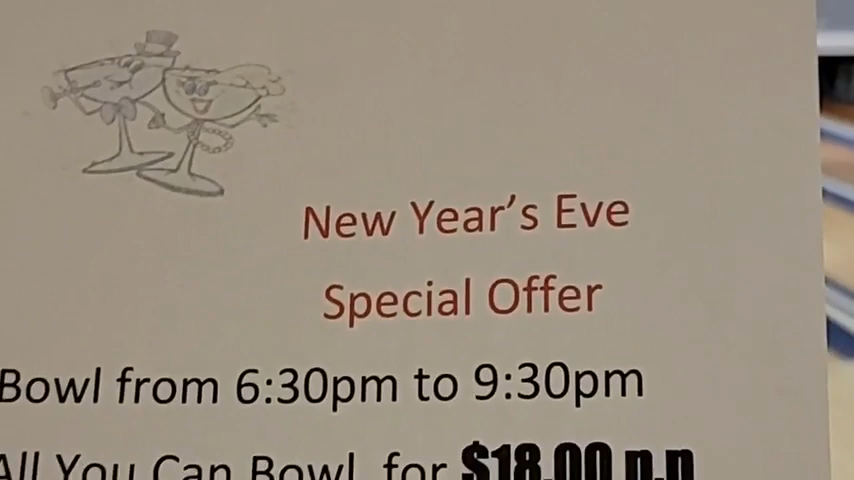 New Year's Eve
Special Offer
Bowl from 6:30pm to 9:30pm
All You Can Bowl for $18.00 p.p